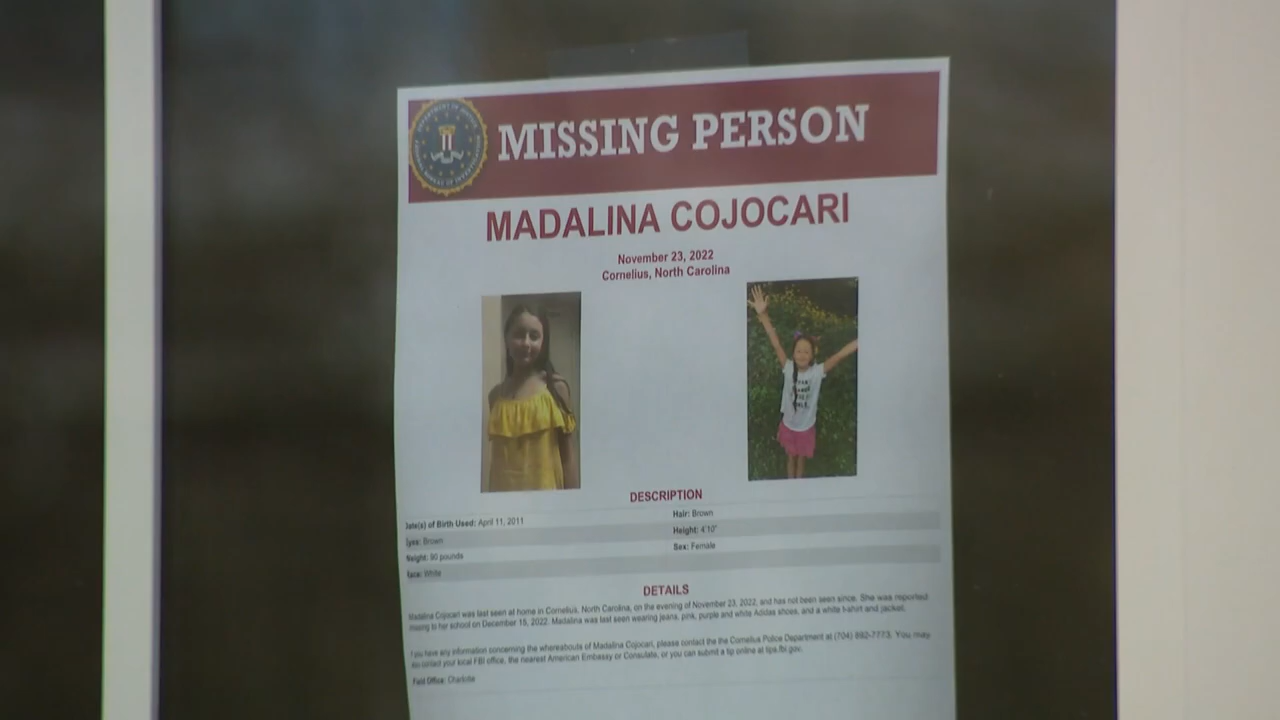 MISSING PERSON
MADALINA COJOCARI
November 23, 2022
Cornelius, North Carolina
DESCRIPTION
Date(s) of Birth Used: April 11, 2011
Hair: Brown
Eyes: Brown
Height: 4'10"
Weight: 90 pounds
Sex: Female
Race: White
DETAILS
Madalina Cojocari was last seen at home in Cornelius, North Carolina, on the evening of November 23, 2022, and has not been seen since. She was reported
missing to her school on December 15, 2022. Madalina was last seen wearing jeans, pink, purple and white Adidas shoes, and a white t-shirt and jacket.
If you have any information concerning the whereabouts of Madalina Cojocari, please contact the the Cornelius Police Department at (704) 892-7773. You may
also contact your local FBI office, the nearest American Embassy or Consulate, or you can submit a tip online at tips.fbi.gov.
Field Office: Charlotte